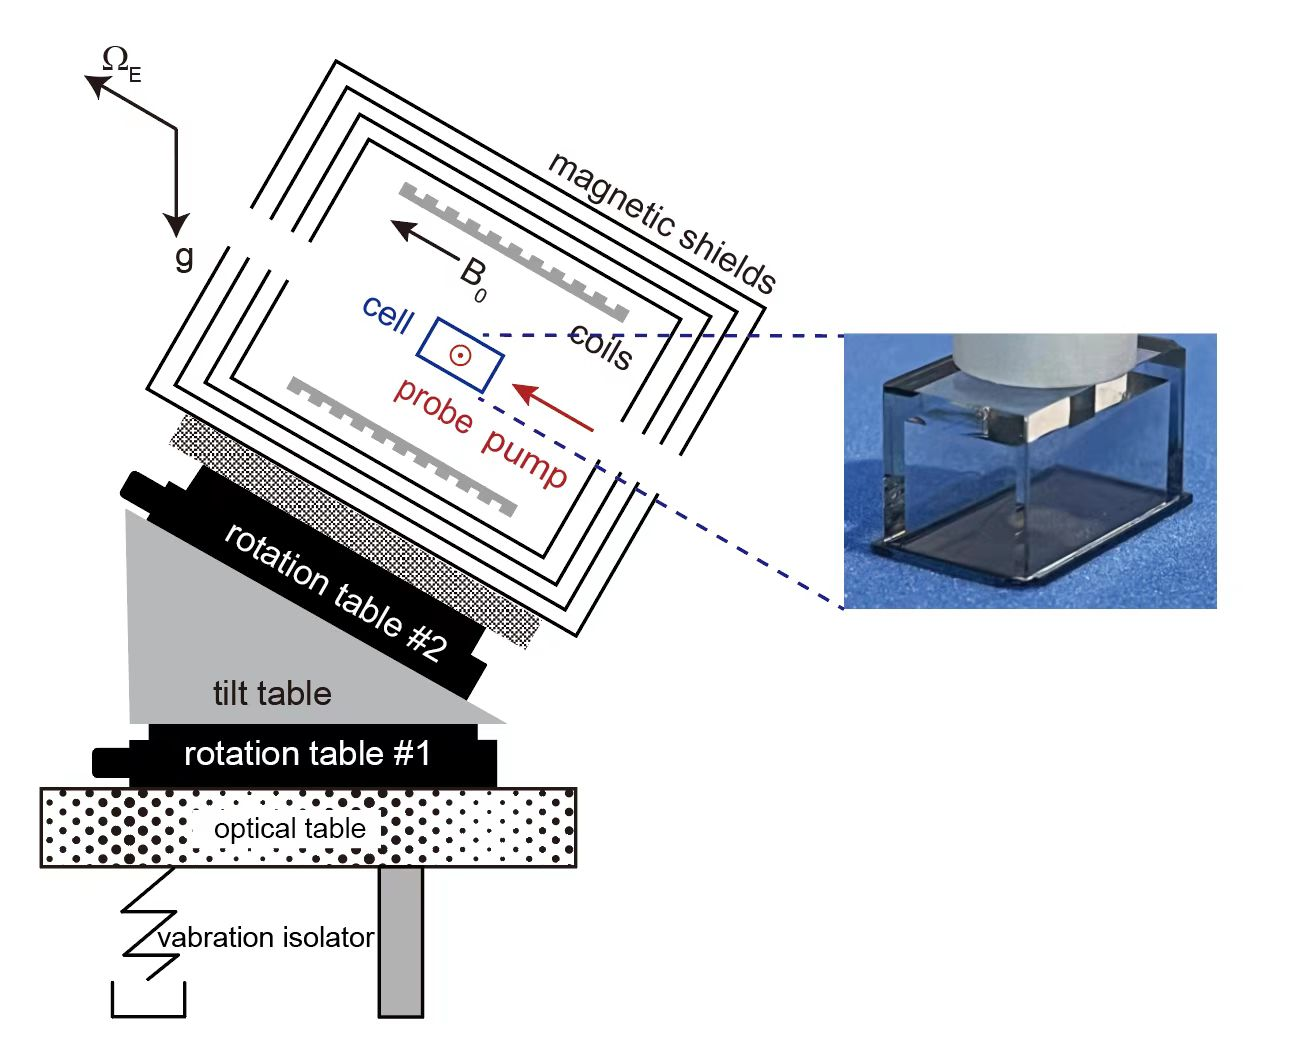 Ω_E
g
magnetic shields
B_0
cell
coils
probe pump
rotation table #2
tilt table
rotation table #1
optical table
vabration isolator